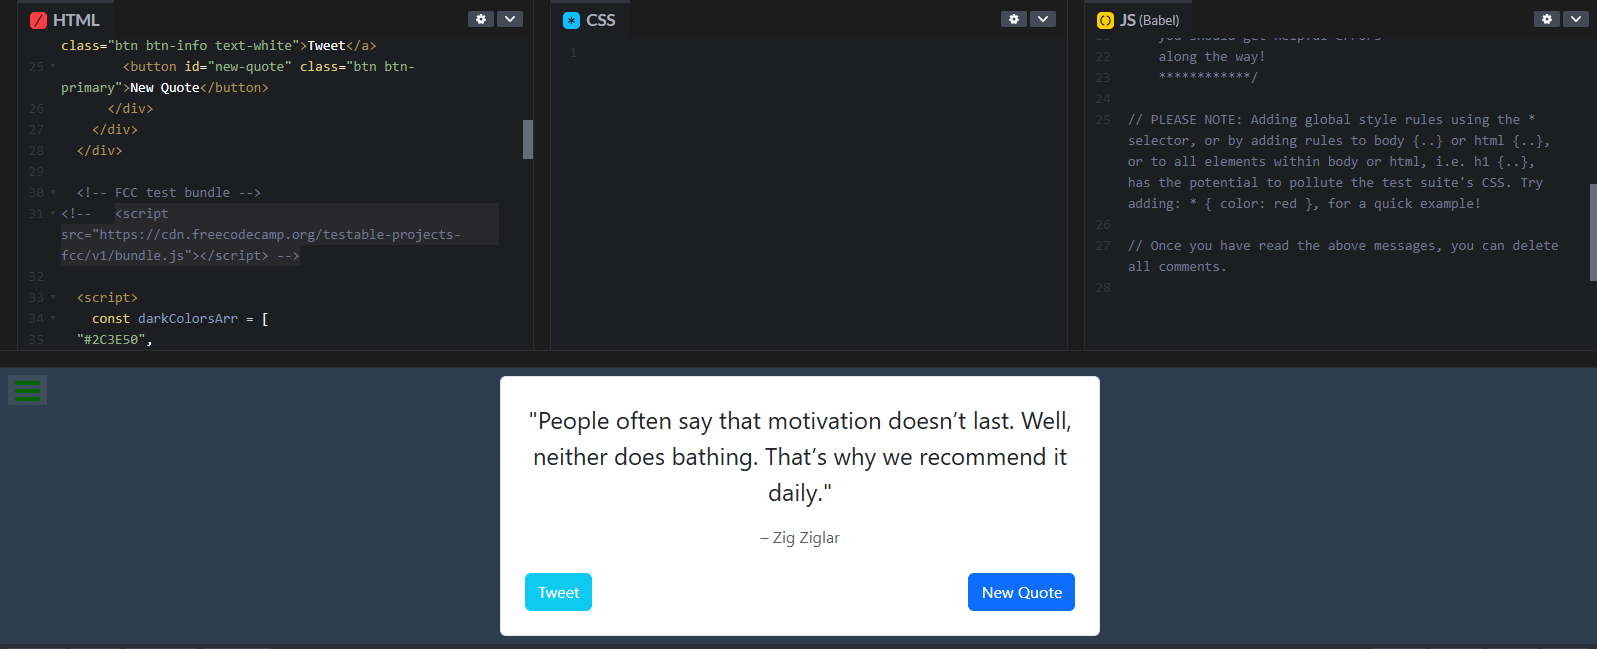 HTML
class="btn btn-info text-white">Tweet</a>
25 <button id="new-quote" class="btn btn-
primary">New Quote</button>
26 </div>
27 </div>
28 </div>
29
30 <!-- FCC test bundle -->
31 <!-- <script
src="https://cdn.freecodecamp.org/testable-projects-
fcc/v1/bundle.js"></script> -->
32
33 <script>
34 const darkColorsArr = [
35 "#2C3E50",
CSS
1
JS (Babel)
you should get helpful errors
22 along the way!
23 ************/
24
25 // PLEASE NOTE: Adding global style rules using the *
selector, or by adding rules to body {..} or html {..},
or to all elements within body or html, i.e. h1 {..},
has the potential to pollute the test suite's CSS. Try
adding: * { color: red }, for a quick example!
26
27 // Once you have read the above messages, you can delete
all comments.
28
"People often say that motivation doesn’t last. Well,
neither does bathing. That’s why we recommend it
daily."
– Zig Ziglar
Tweet
New Quote